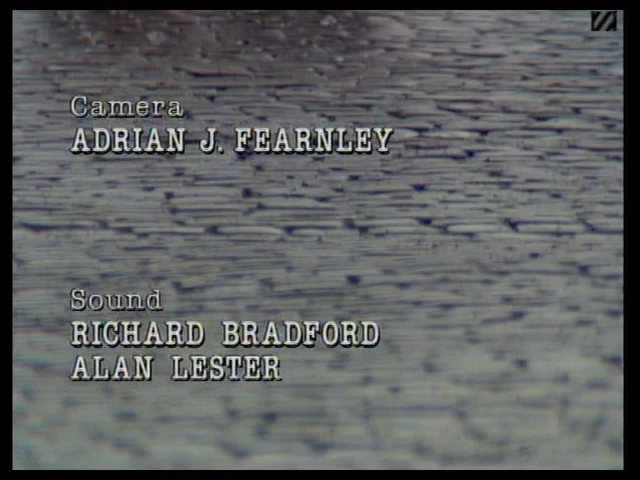 Camera
ADRIAN J. FEARNLEY
Sound
RICHARD BRADFORD
ALAN LESTER